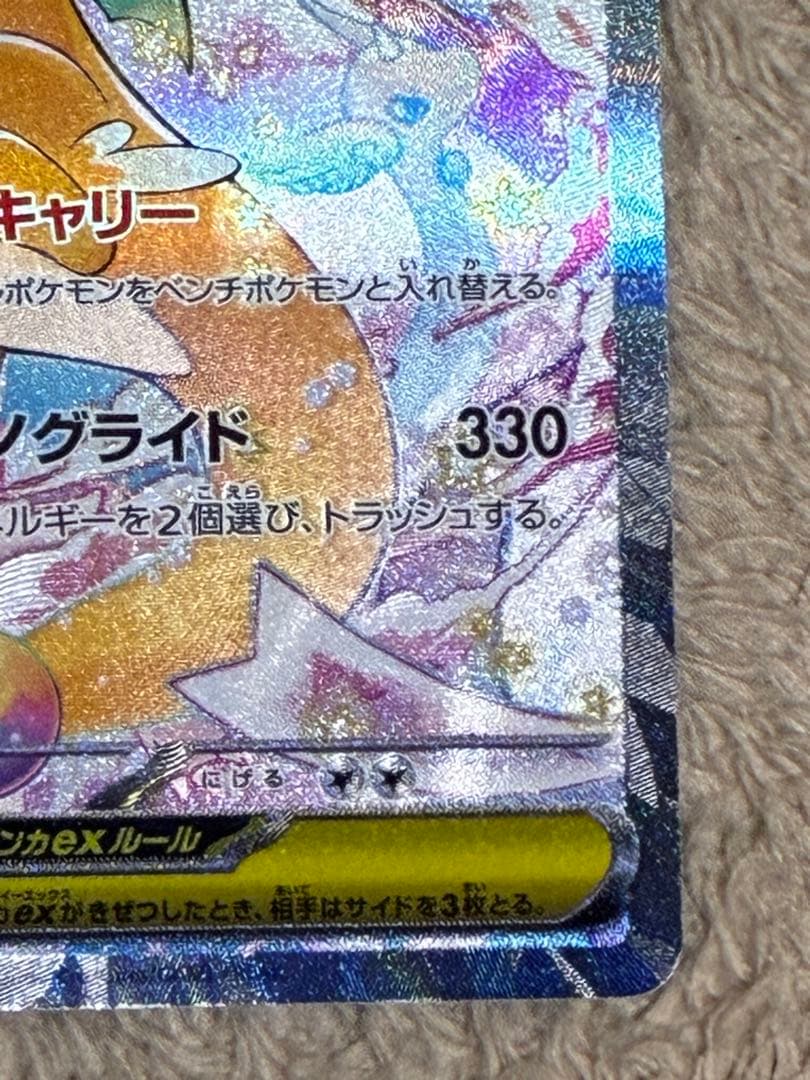 キャリー
ポケモンをベンチポケモンと入れ替える。
ノグライド 330
ネルギーを2個選び、トラッシュする。
にげる
ンカexルール
カexがきぜつしたとき、相手はサイドを3枚とる。